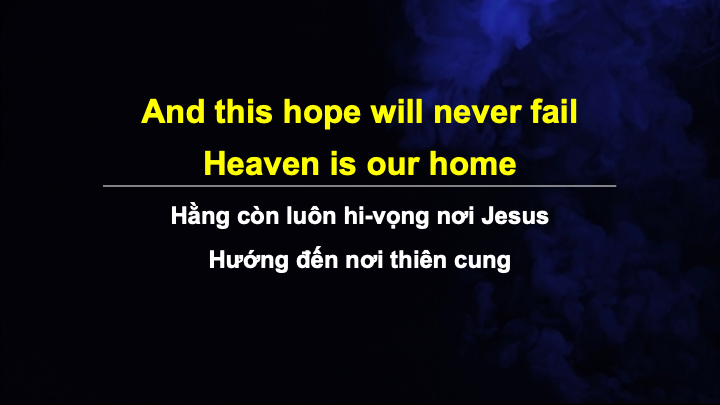 And this hope will never fail
Heaven is our home
Hằng còn luôn hi-vọng nơi Jesus
Hướng đến nơi thiên cung